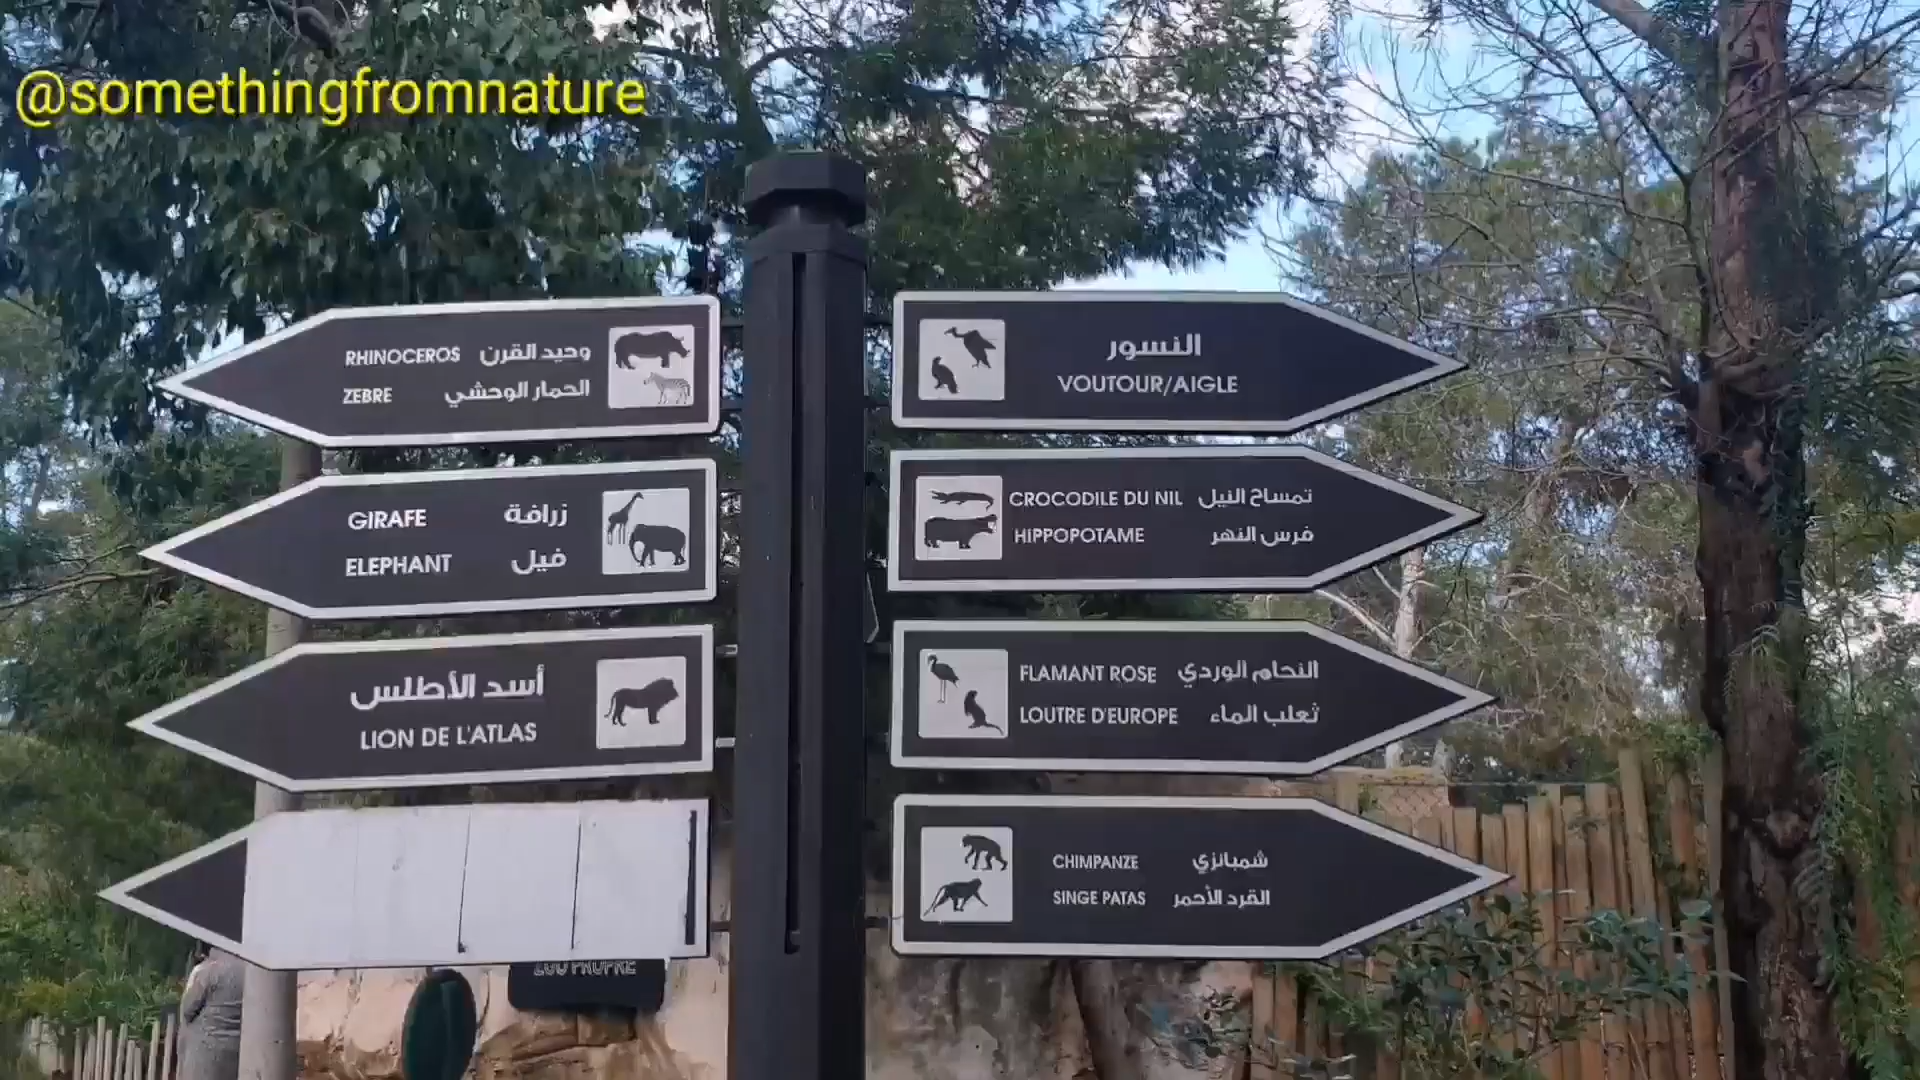 @somethingfromnature
RHINOCEROS وحيد القرن
ZEBRE الحمار الوحشي
GIRAFE زرافة
ELEPHANT فيل
أسد الأطلس
LION DE L'ATLAS
النسور
VOUTOUR/AIGLE
CROCODILE DU NIL تمساح النيل
HIPPOPOTAME فرس النهر
FLAMANT ROSE النحام الوردي
LOUTRE D'EUROPE ثعلب الماء
CHIMPANZE شمبانزي
SINGE PATAS القرد الأحمر
ZOO PROPRE